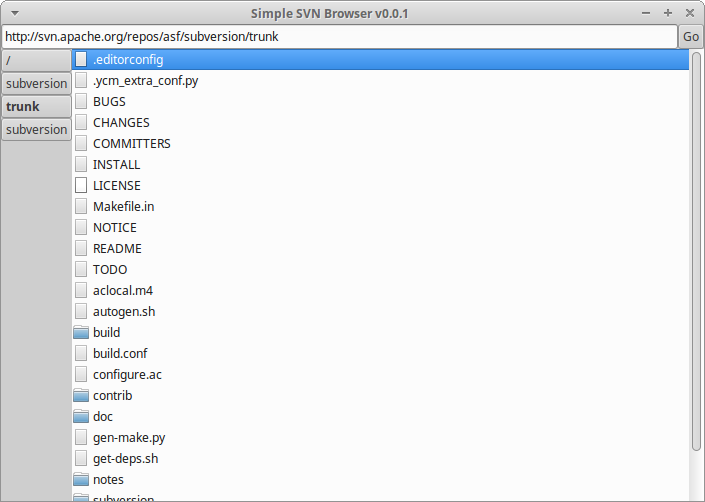 Simple SVN Browser v0.0.1
http://svn.apache.org/repos/asf/subversion/trunk
Go
/
subversion
trunk
subversion
.editorconfig
.ycm_extra_conf.py
BUGS
CHANGES
COMMITTERS
INSTALL
LICENSE
Makefile.in
NOTICE
README
TODO
aclocal.m4
autogen.sh
build
build.conf
configure.ac
contrib
doc
gen-make.py
get-deps.sh
notes
subversion